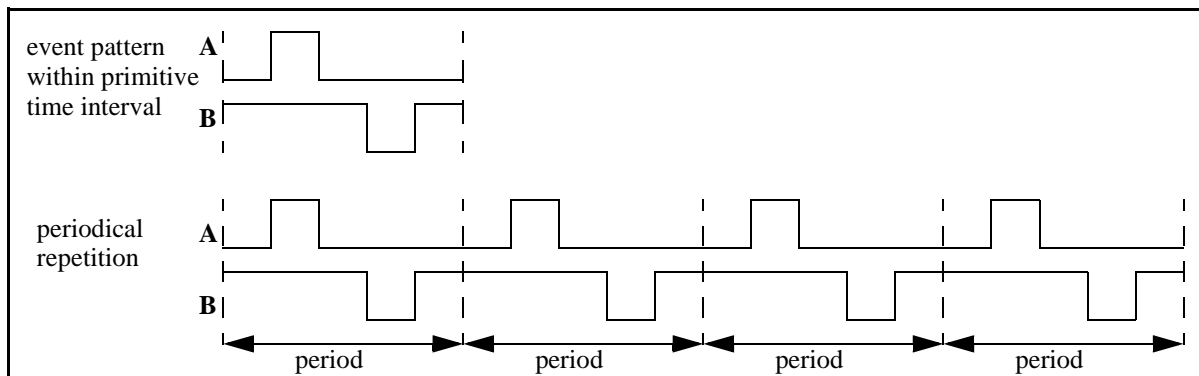 event pattern
within primitive
time interval
A
B
periodical
repetition
A
B
period
period
period
period